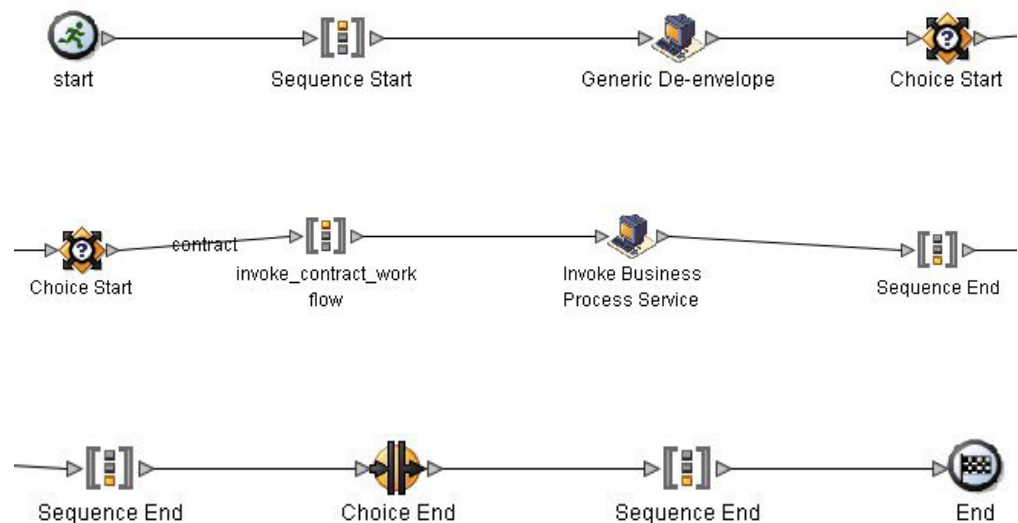 start
Sequence Start
Generic De-envelope
Choice Start
contract
Choice Start
invoke_contract_work
flow
Invoke Business
Process Service
Sequence End
Sequence End
Choice End
Sequence End
End